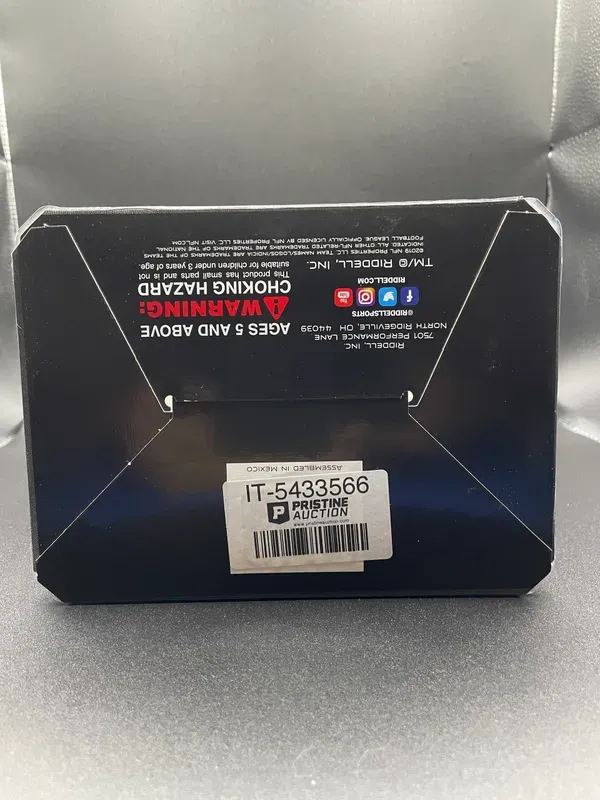 AGES 5 AND ABOVE
WARNING:
CHOKING HAZARD
This product has small parts and is not
suitable for children under 3 years of age.
RIDDELL, INC.
7501 PERFORMANCE LANE
NORTH RIDGEVILLE, OH 44039
@RIDDELLSPORTS
f
You Tube
RIDDELL.COM
TM/© RIDDELL, INC.
©2019 NFL PROPERTIES LLC. TEAM NAMES/LOGOS/INDICIA ARE TRADEMARKS OF THE TEAMS
INDICATED. ALL OTHER NFL-RELATED TRADEMARKS ARE TRADEMARKS OF THE NATIONAL
FOOTBALL LEAGUE. OFFICIALLY LICENSED BY NFL PROPERTIES LLC. VISIT NFL.COM
ASSEMBLED IN MEXICO
IT-5433566
P PRISTINE
AUCTION
www.pristineauction.com